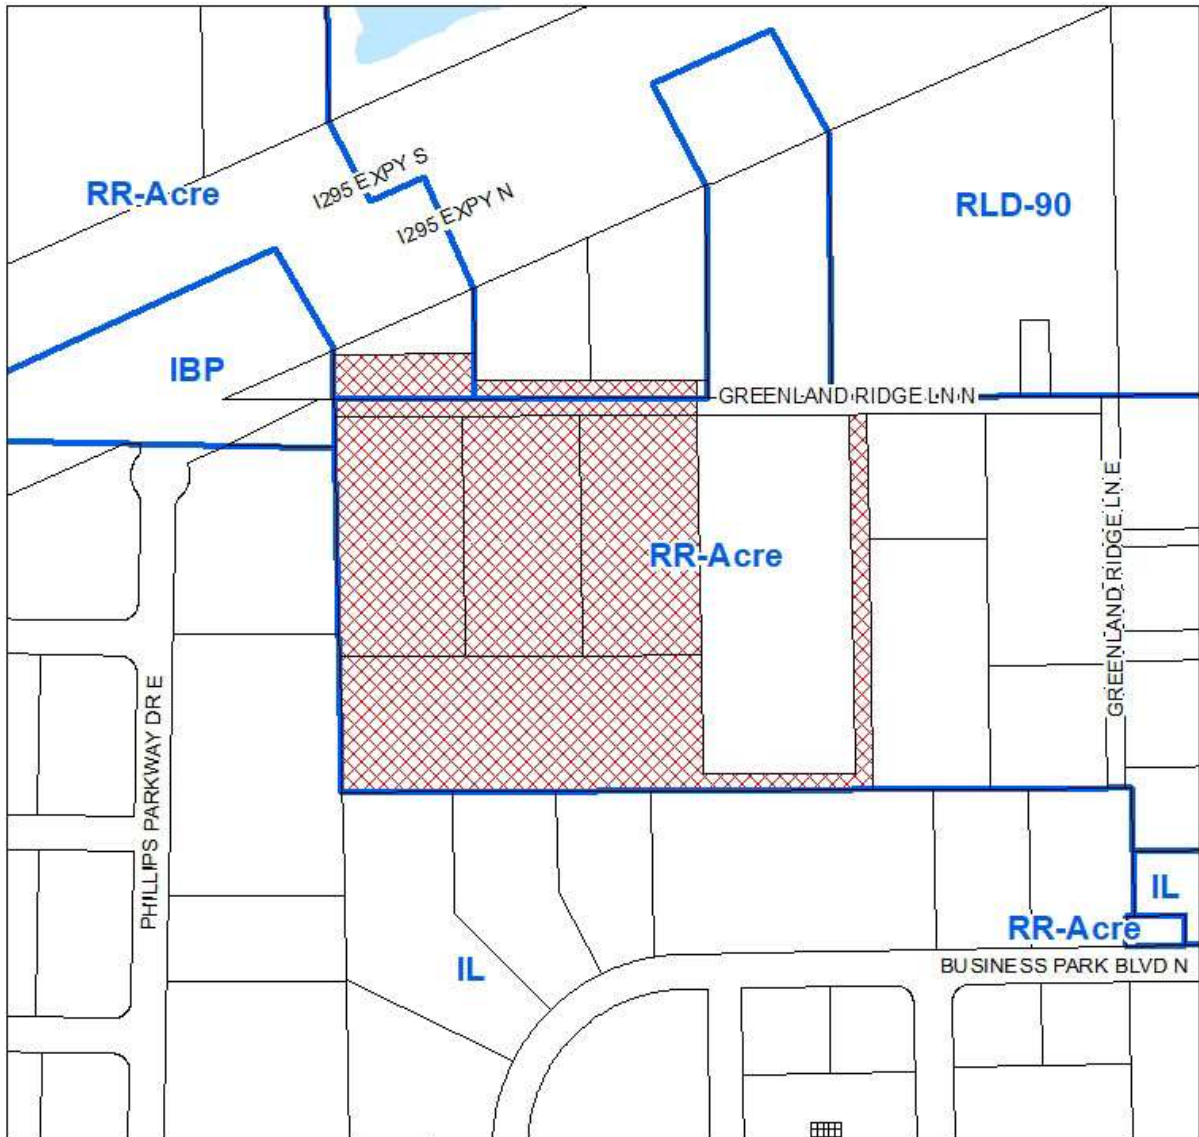 I295 EXPY S
RR-Acre
I295 EXPY N
RLD-90
IBP
GREENLAND RIDGE LN N
RR-Acre
GREENLAND RIDGE LN E
PHILLIPS PARKWAY DR E
IL
RR-Acre
IL
BUSINESS PARK BLVD N